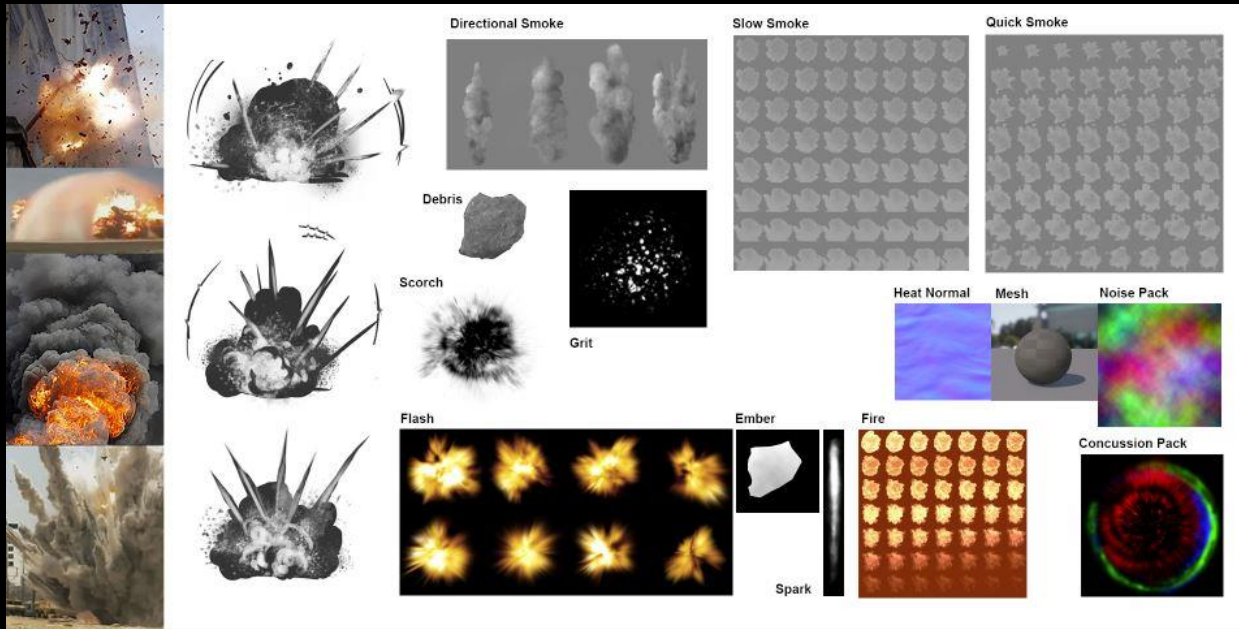 Directional Smoke
Slow Smoke
Quick Smoke
Debris
Scorch
Grit
Heat Normal
Mesh
Noise Pack
Flash
Ember
Fire
Concussion Pack
Spark